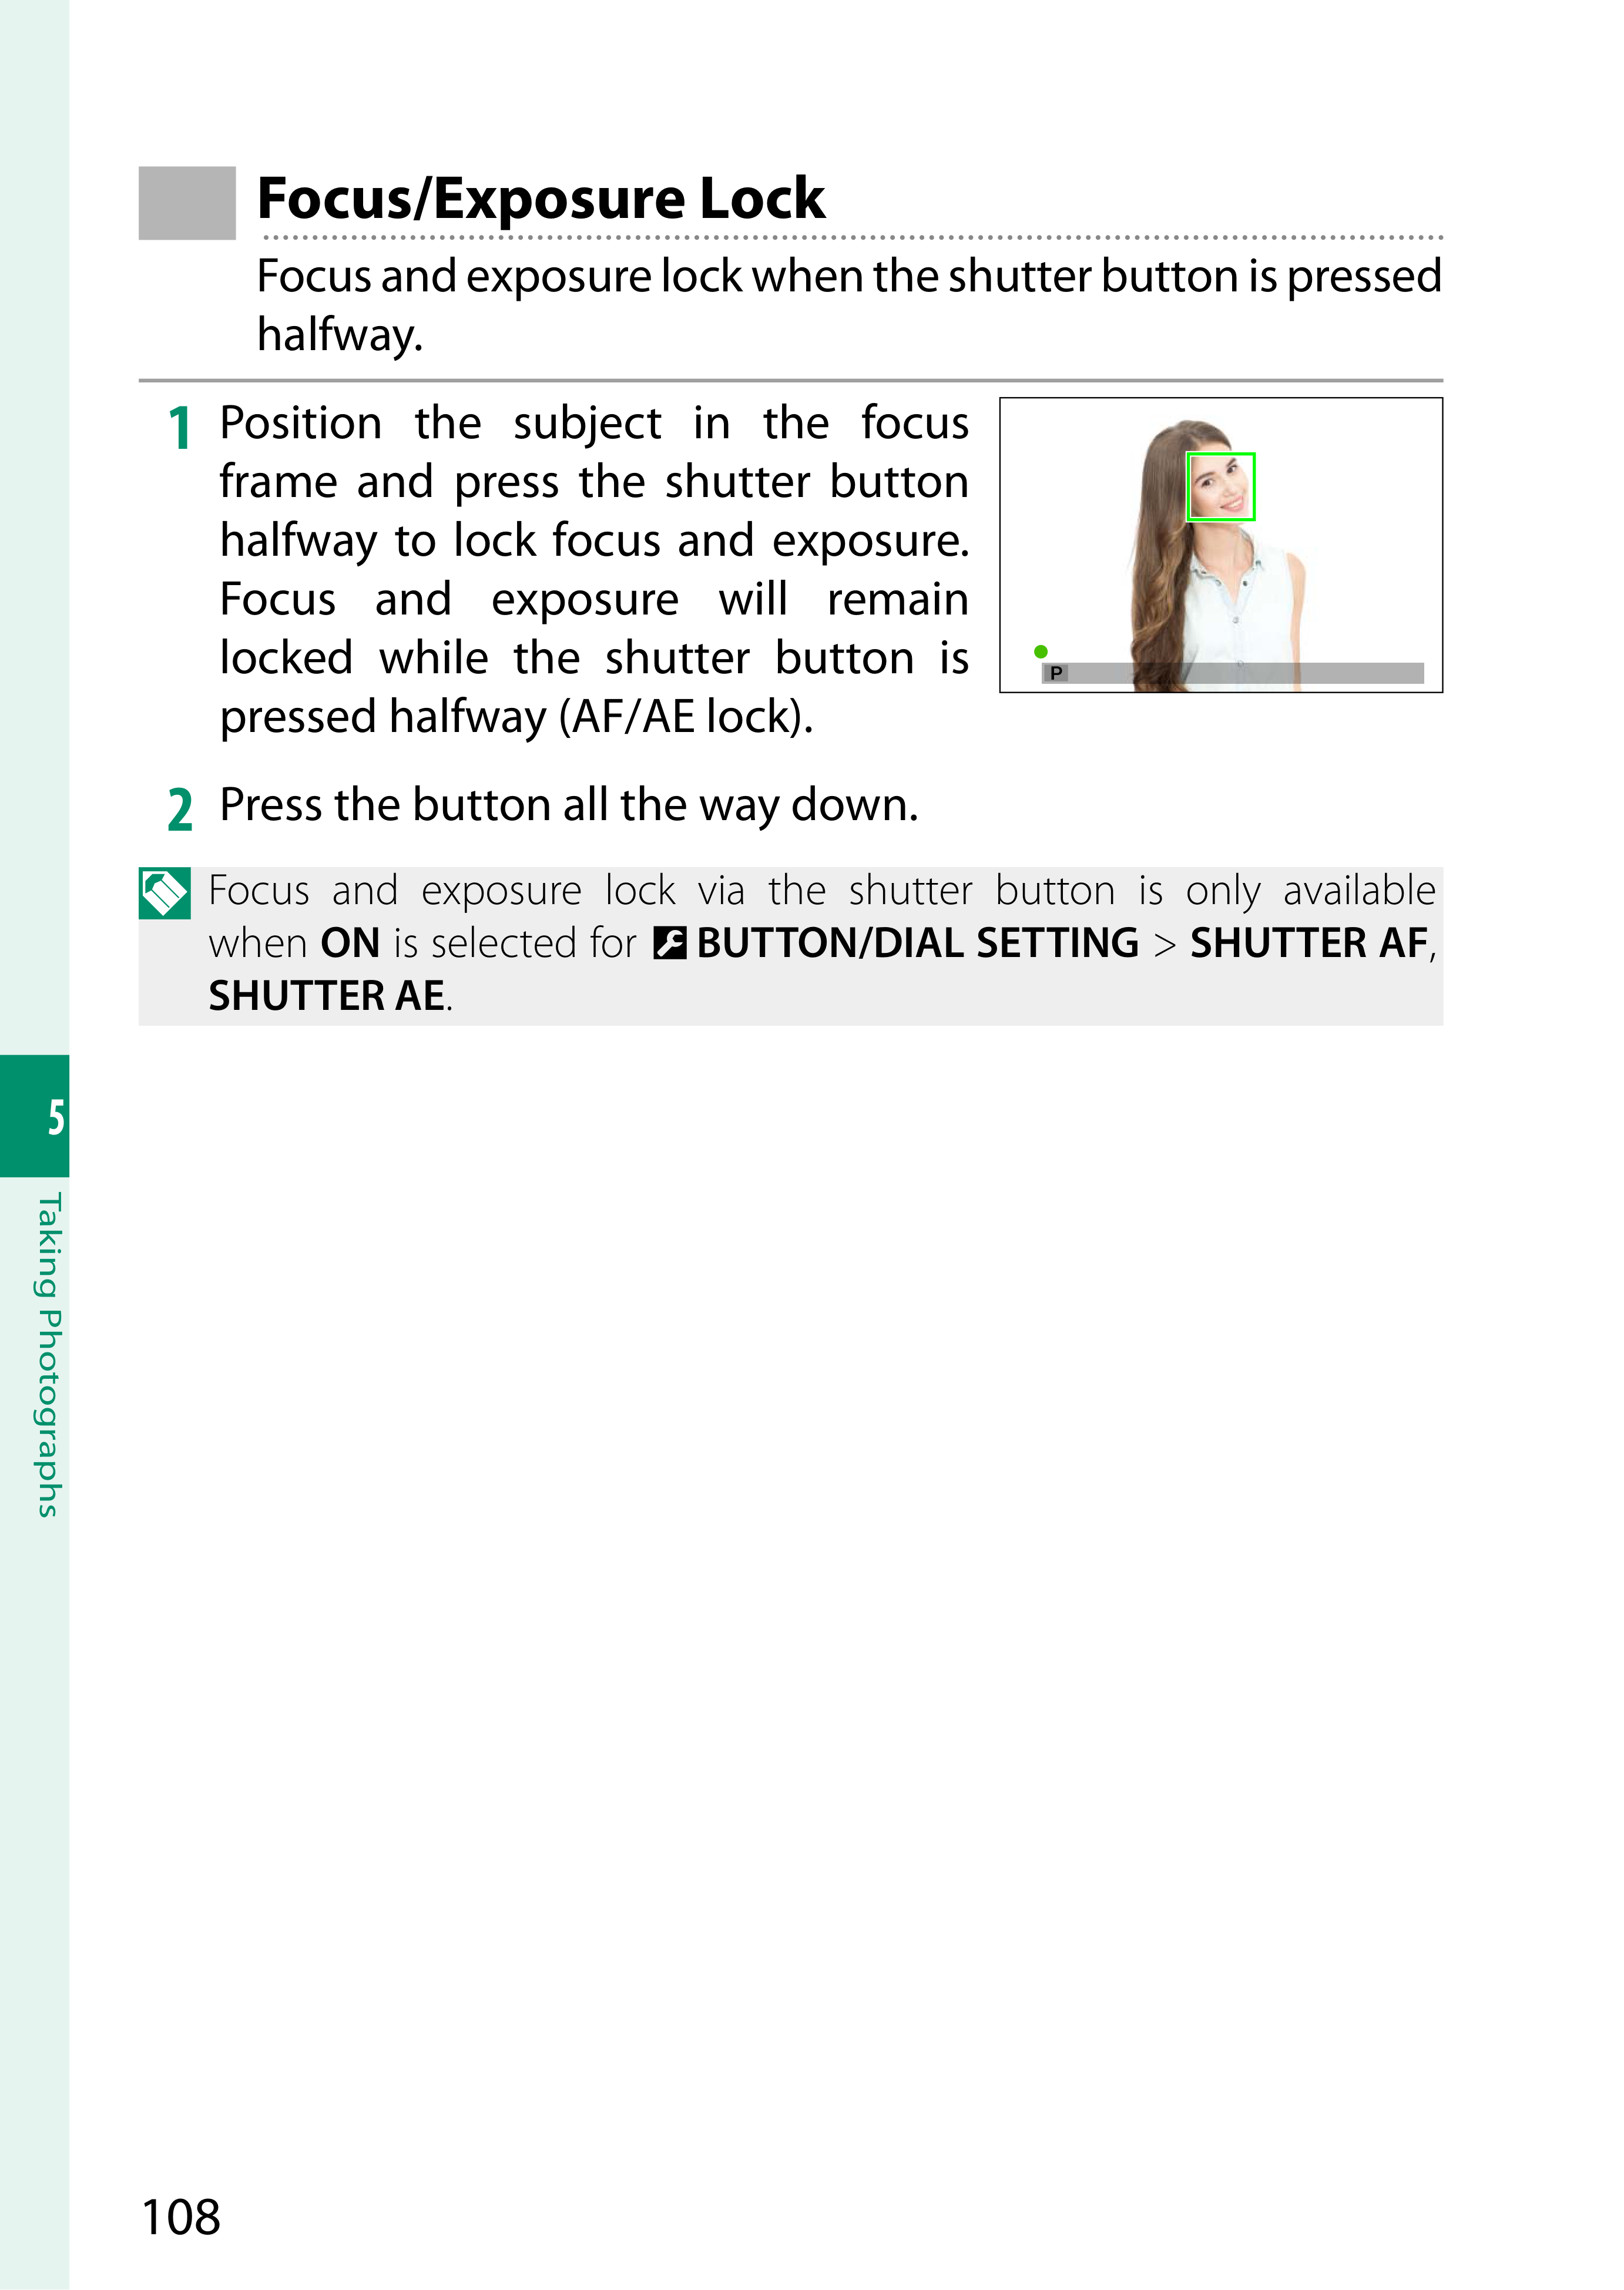 Focus/Exposure Lock
Focus and exposure lock when the shutter button is pressed
halfway.
1 Position the subject in the focus
frame and press the shutter button
halfway to lock focus and exposure.
Focus and exposure will remain
locked while the shutter button is
pressed halfway (AF/AE lock).
P
2 Press the button all the way down.
Focus and exposure lock via the shutter button is only available
when ON is selected for BUTTON/DIAL SETTING > SHUTTER AF,
SHUTTER AE.
5
Taking Photographs
108